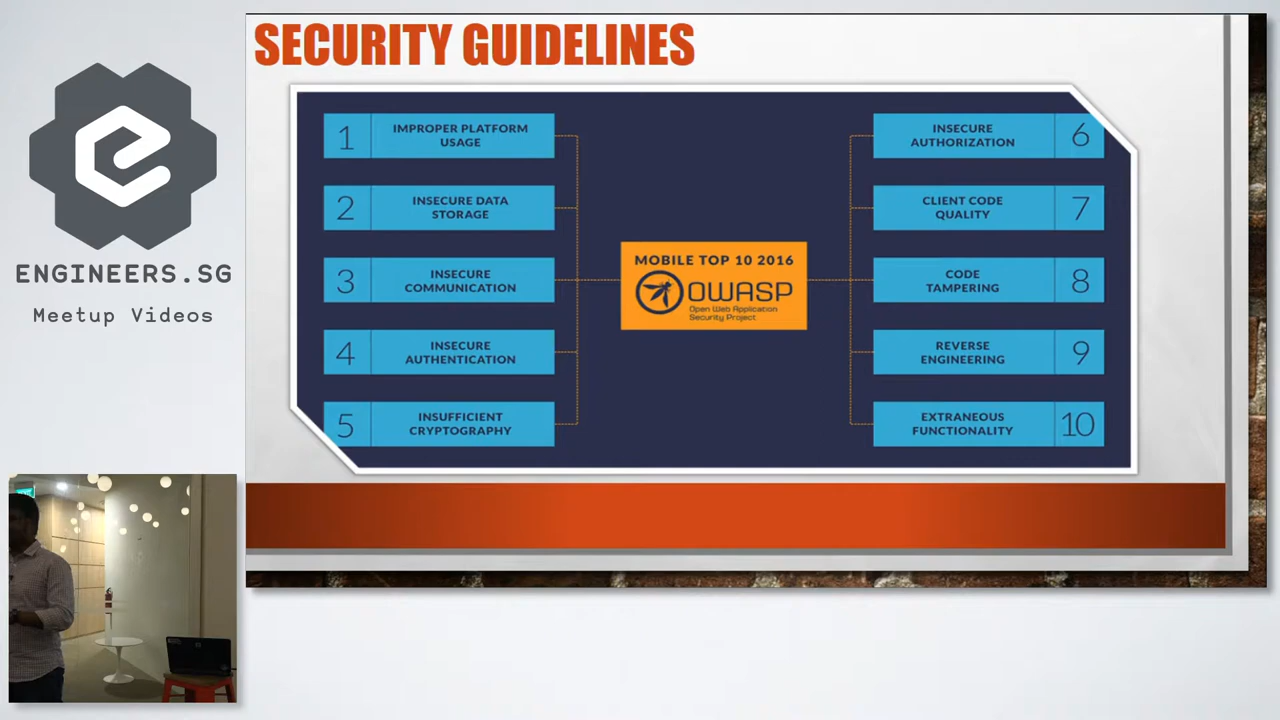 SECURITY GUIDELINES
1
IMPROPER PLATFORM
USAGE
2
INSECURE DATA
STORAGE
3
INSECURE
COMMUNICATION
4
INSECURE
AUTHENTICATION
5
INSUFFICIENT
CRYPTOGRAPHY
MOBILE TOP 10 2016
OWASP
Open Web Application
Security Project
INSECURE
AUTHORIZATION
6
CLIENT CODE
QUALITY
7
CODE
TAMPERING
8
REVERSE
ENGINEERING
9
EXTRANEOUS
FUNCTIONALITY
10
ENGINEERS.SG
Meetup Videos